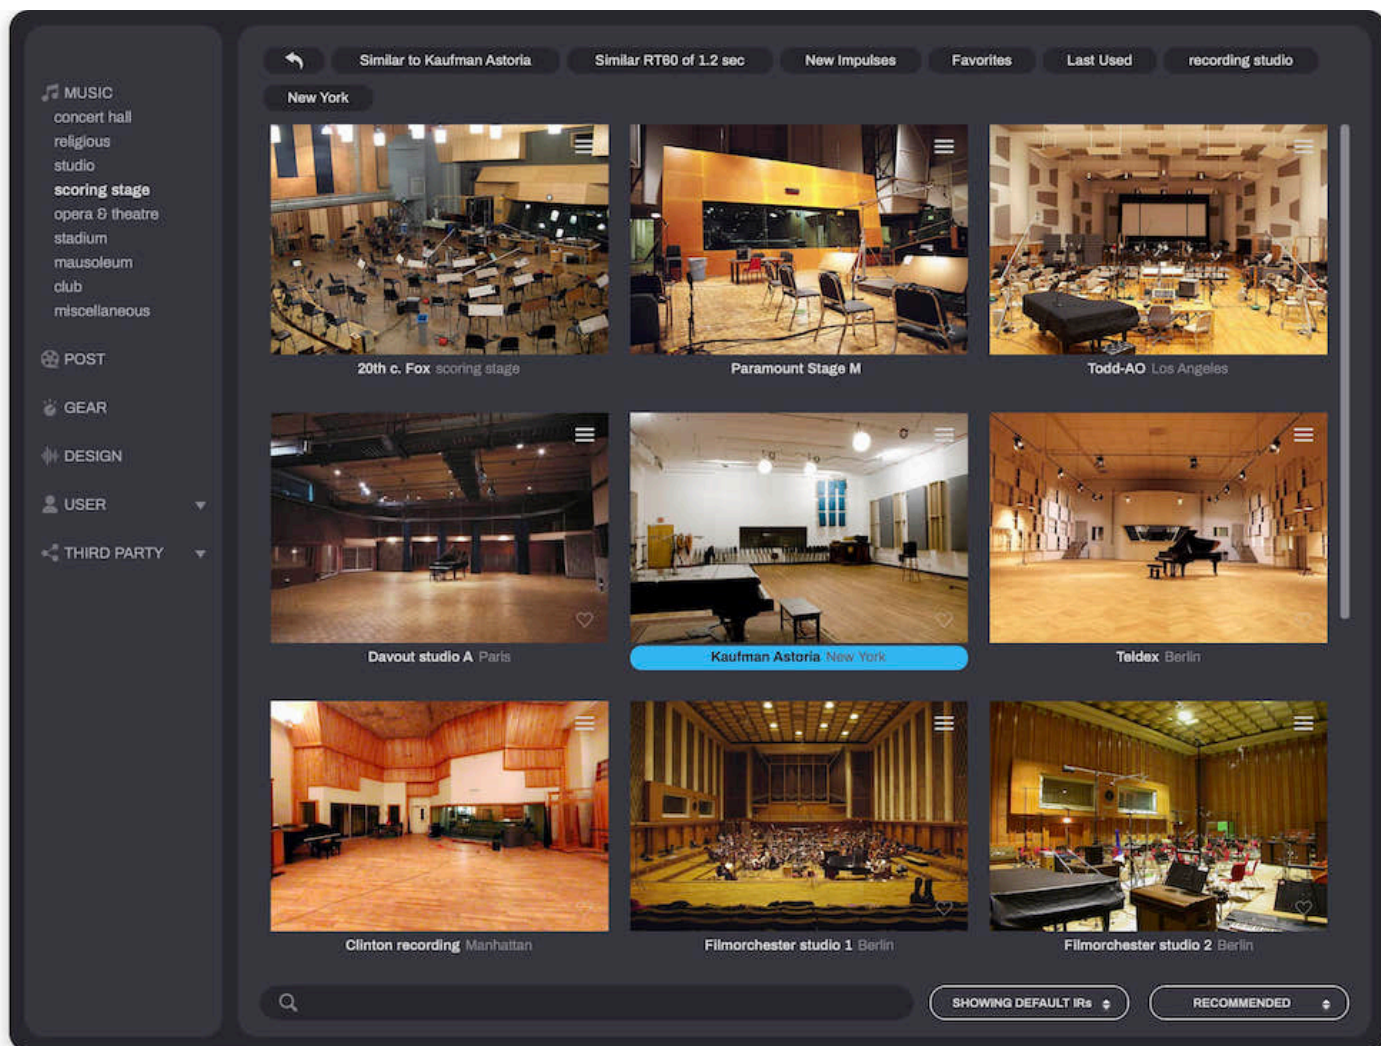 MUSIC
concert hall
religious
studio
scoring stage
opera & theatre
stadium
mausoleum
club
miscellaneous
POST
GEAR
DESIGN
USER
THIRD PARTY
Similar to Kaufman Astoria
Similar RT60 of 1.2 sec
New Impulses
Favorites
Last Used
recording studio
New York
20th c. Fox scoring stage
Paramount Stage M
Todd-AO Los Angeles
Davout studio A Paris
Kaufman Astoria New York
Teldex Berlin
Clinton recording Manhattan
Filmorchester studio 1 Berlin
Filmorchester studio 2 Berlin
SHOWING DEFAULT IRs
RECOMMENDED